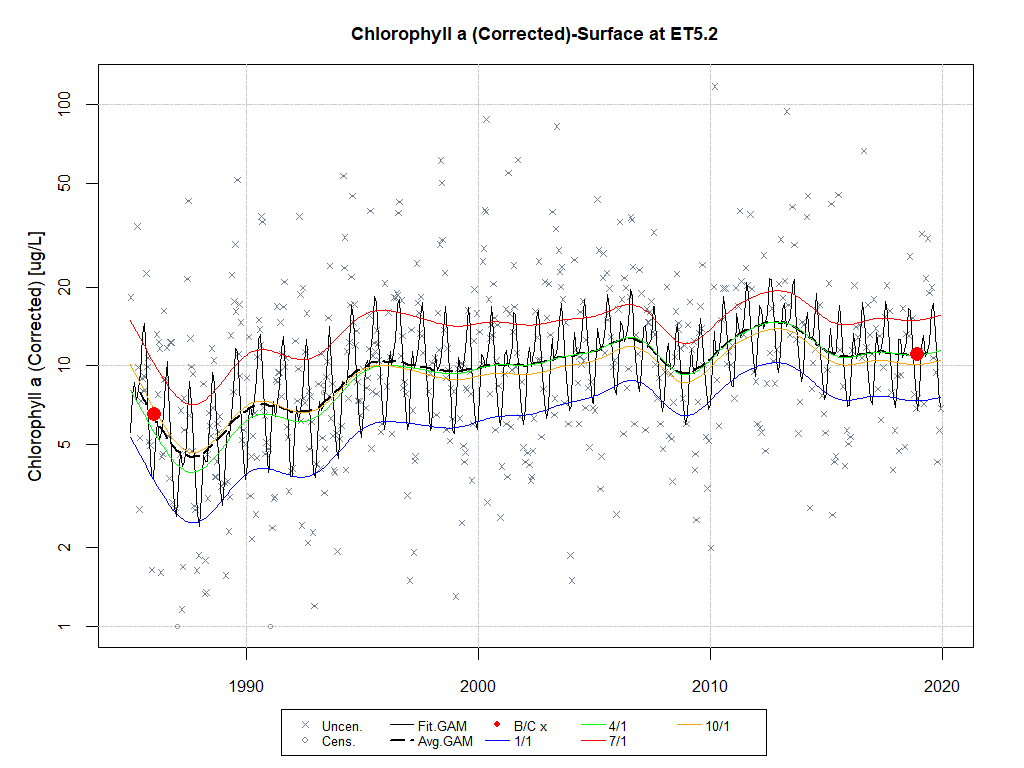 Chlorophyll a (Corrected)-Surface at ET5.2
Chlorophyll a (Corrected) [ug/L]
100
50
20
10
5
2
1
1990 2000 2010 2020
Uncen. Fit.GAM B/C x 4/1 10/1
Cens. Avg.GAM 1/1 7/1